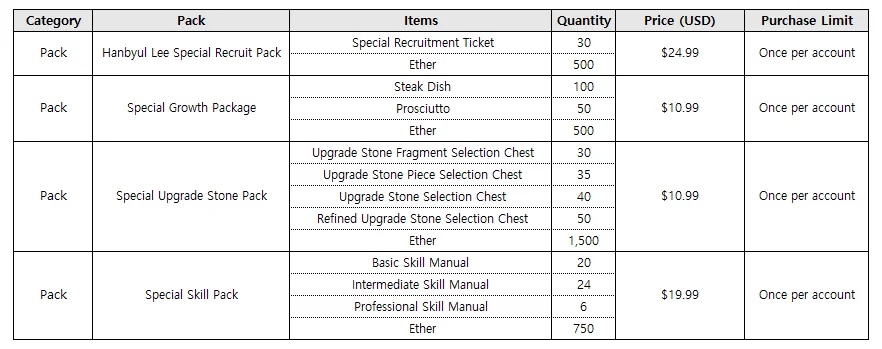 Category Pack Items Quantity Price (USD) Purchase Limit
Pack Hanbyul Lee Special Recruit Pack Special Recruitment Ticket 30 $24.99 Once per account
Ether 500
Pack Special Growth Package Steak Dish 100 $10.99 Once per account
Prosciutto 50
Ether 500
Pack Special Upgrade Stone Pack Upgrade Stone Fragment Selection Chest 30 $10.99 Once per account
Upgrade Stone Piece Selection Chest 35
Upgrade Stone Selection Chest 40
Refined Upgrade Stone Selection Chest 50
Ether 1,500
Pack Special Skill Pack Basic Skill Manual 20 $19.99 Once per account
Intermediate Skill Manual 24
Professional Skill Manual 6
Ether 750